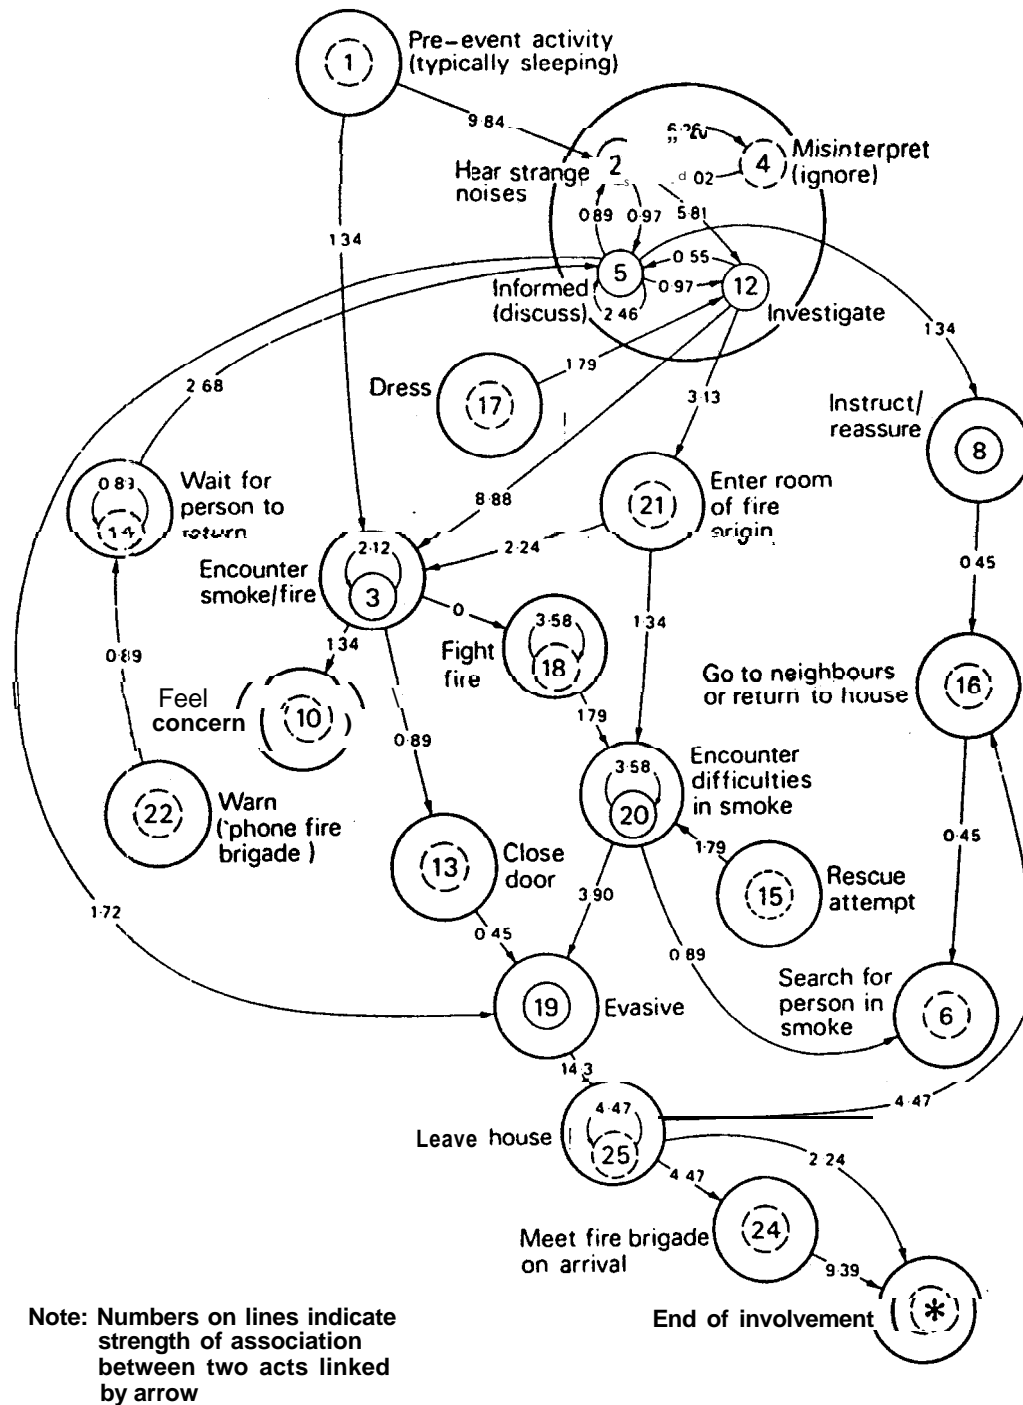 1
Pre-event activity
(typically sleeping)
9·84
2
Hear strange
noises
4
Misinterpret
(ignore)
02
0·89
0·97
5·81
1·34
5
Informed
(discuss)
0·55
0·97
2·46
12
Investigate
1·34
Dress
17
1·79
2·68
3·13
Instruct/
reassure
8
Wait for
person to
return
14
8·88
21
Enter room
of fire
origin
2·24
Encounter
smoke/fire
2·12
3
0
0·45
1·34
Fight
fire
3·58
18
1·34
Go to neighbours
or return to house
16
0·89
Feel
concern
10
0·89
1·79
3·58
20
Encounter
difficulties
in smoke
22
Warn
('phone fire
brigade)
13
Close
door
1·79
15
Rescue
attempt
0·45
1·72
0·45
3·90
0·89
Search for
person in
smoke
6
19
Evasive
14·3
4·47
Leave house
4·47
25
4·47
2·24
Meet fire brigade
on arrival
24
9·39
End of involvement
*
Note: Numbers on lines indicate
strength of association
between two acts linked
by arrow